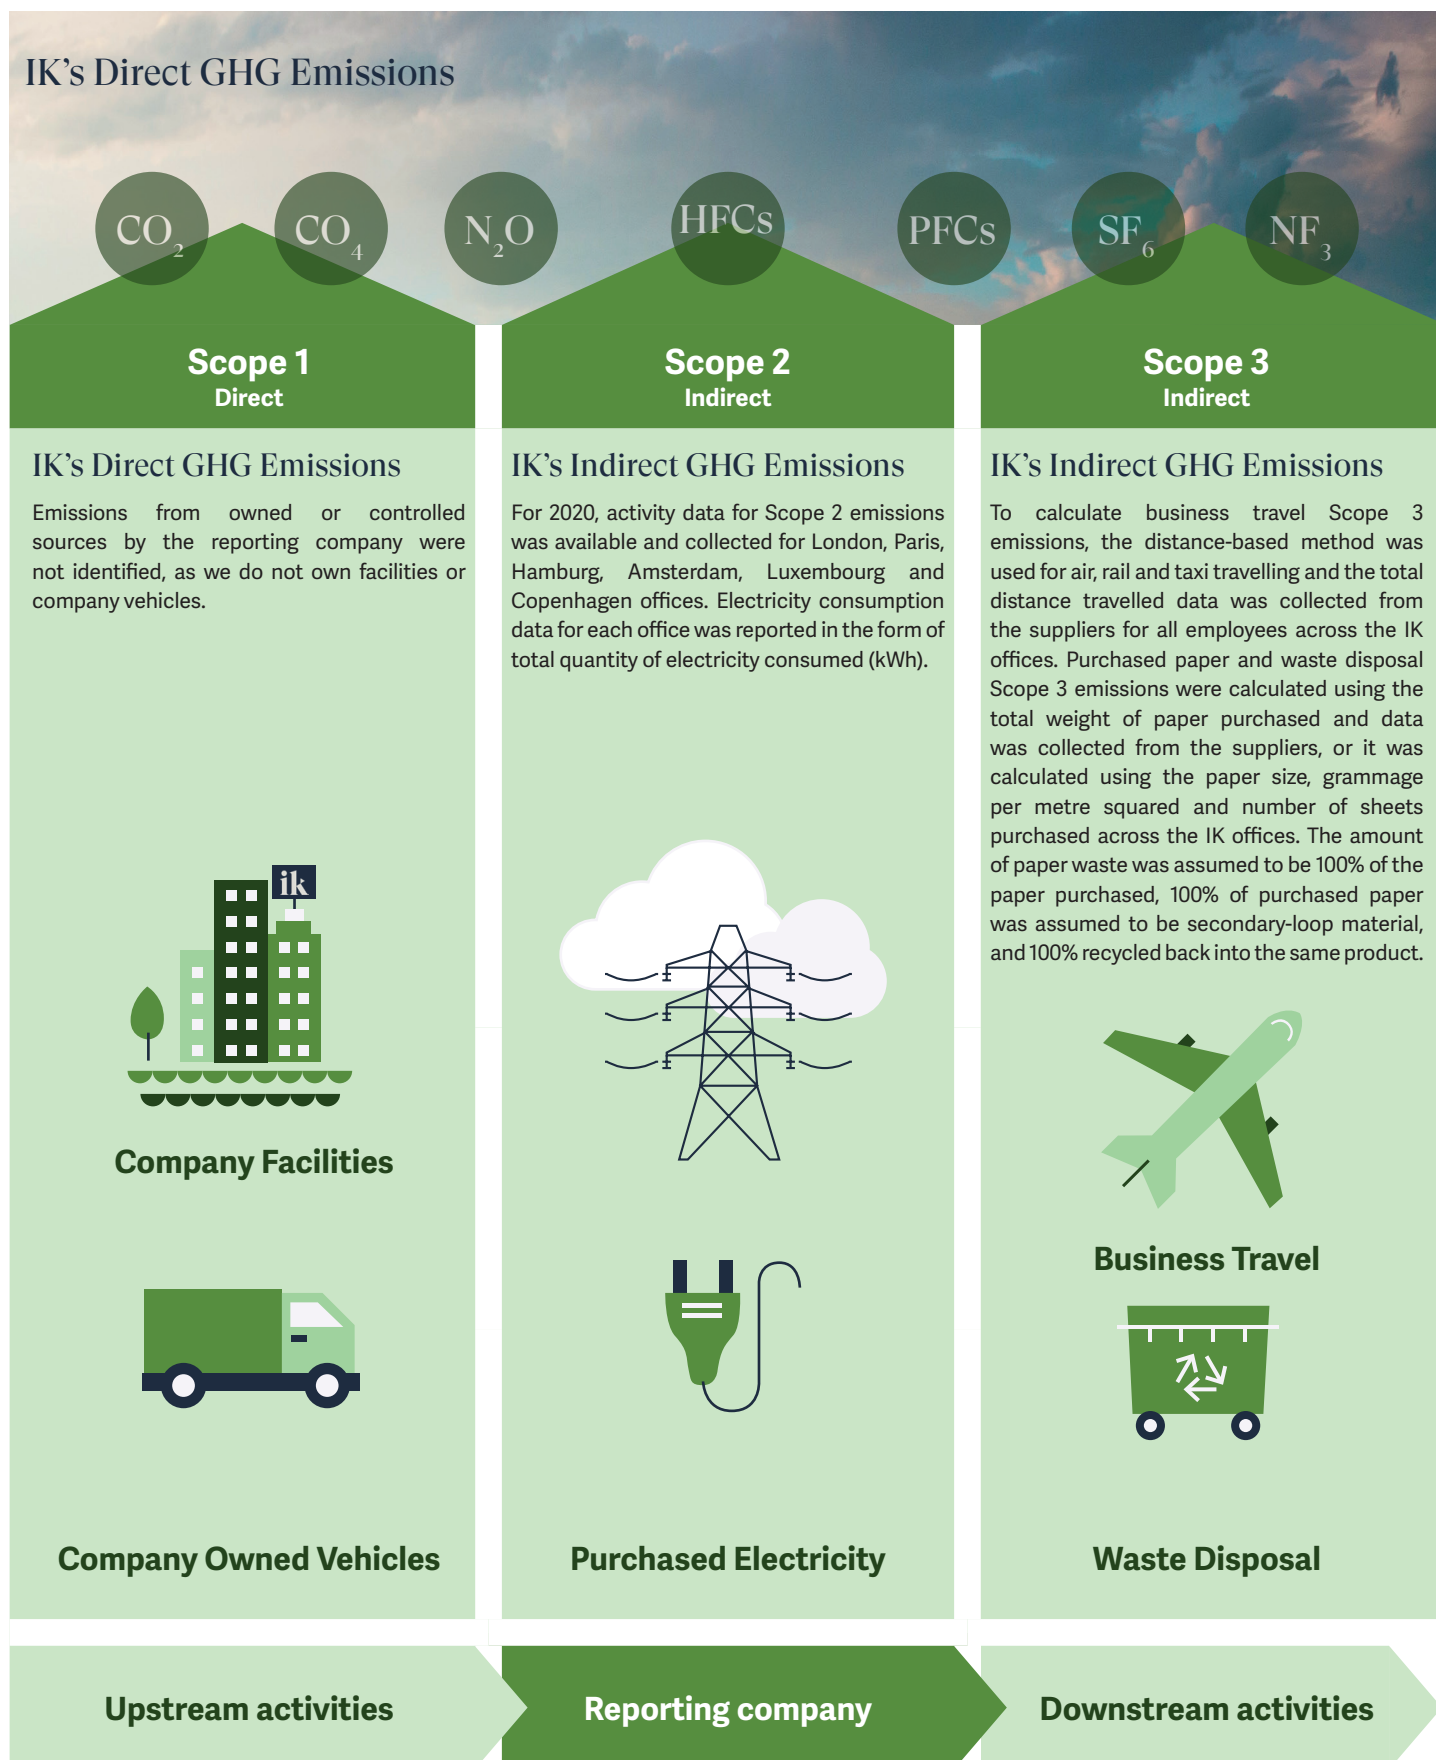 IK's Direct GHG Emissions
CO2
CO4
N2O
HFCs
PFCs
SF6
NF3
Scope 1
Direct
IK's Direct GHG Emissions
Emissions from owned or controlled
sources by the reporting company were
not identified, as we do not own facilities or
company vehicles.
ik
Company Facilities
Company Owned Vehicles
Scope 2
Indirect
IK's Indirect GHG Emissions
For 2020, activity data for Scope 2 emissions
was available and collected for London, Paris,
Hamburg, Amsterdam, Luxembourg and
Copenhagen offices. Electricity consumption
data for each office was reported in the form of
total quantity of electricity consumed (kWh).
Purchased Electricity
Scope 3
Indirect
IK's Indirect GHG Emissions
To calculate business travel Scope 3
emissions, the distance-based method was
used for air, rail and taxi travelling and the total
distance travelled data was collected from
the suppliers for all employees across the IK
offices. Purchased paper and waste disposal
Scope 3 emissions were calculated using the
total weight of paper purchased and data
was collected from the suppliers, or it was
calculated using the paper size, grammage
per metre squared and number of sheets
purchased across the IK offices. The amount
of paper waste was assumed to be 100% of the
paper purchased, 100% of purchased paper
was assumed to be secondary-loop material,
and 100% recycled back into the same product.
Business Travel
Waste Disposal
Upstream activities
Reporting company
Downstream activities